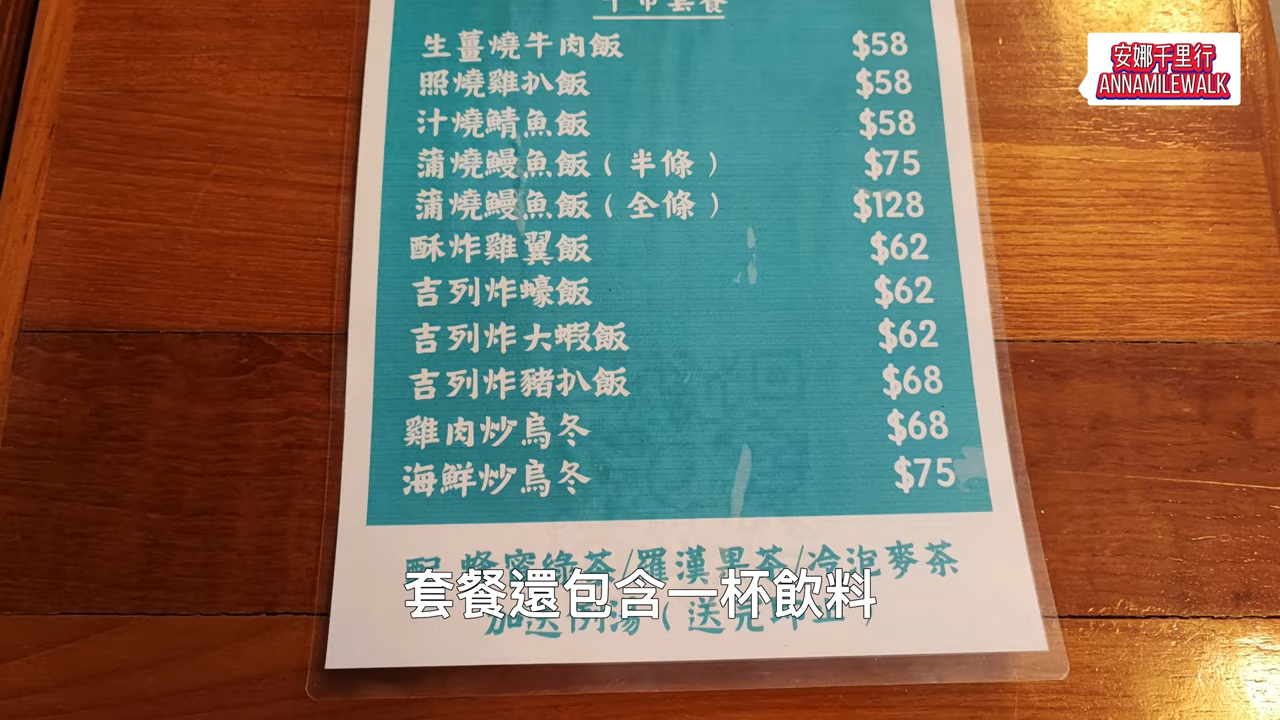 午市套餐
生薑燒牛肉飯 $58
照燒雞扒飯 $58
汁燒鯖魚飯 $58
蒲燒鰻魚飯(半條) $75
蒲燒鰻魚飯(全條) $128
酥炸雞翼飯 $62
吉列炸蠔飯 $62
吉列炸大蝦飯 $62
吉列炸豬扒飯 $68
雞肉炒烏冬 $68
海鮮炒烏冬 $75
配 蜂蜜綠茶/羅漢果茶/冷泡麥茶
套餐還包含一杯飲料
安娜千里行
ANNAMILEWALK